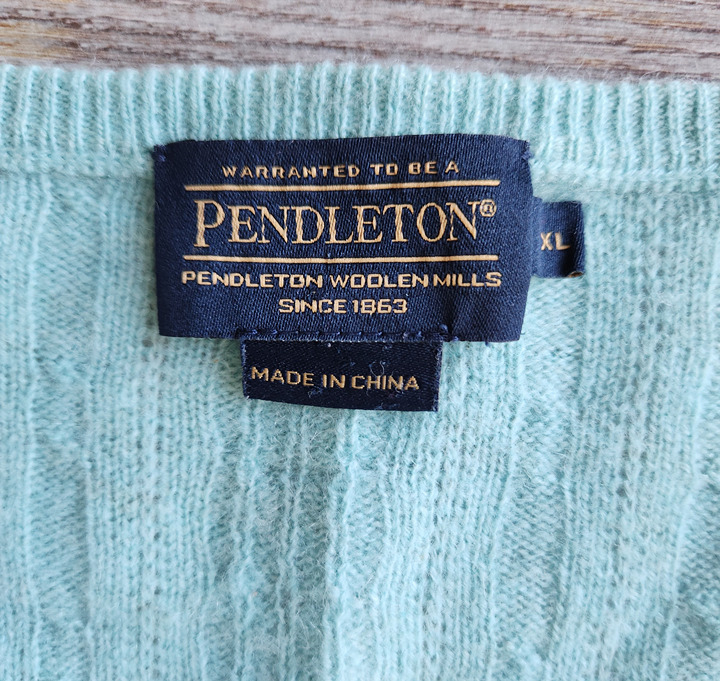 WARRANTED TO BE A
PENDLETON®
PENDLETON WOOLEN MILLS
SINCE 1863
XL
MADE IN CHINA